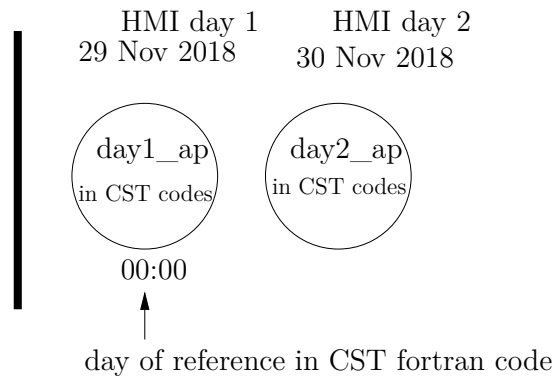 HMI day 1 HMI day 2
29 Nov 2018 30 Nov 2018
day1_ap day2_ap
in CST codes in CST codes
00:00
day of reference in CST fortran code